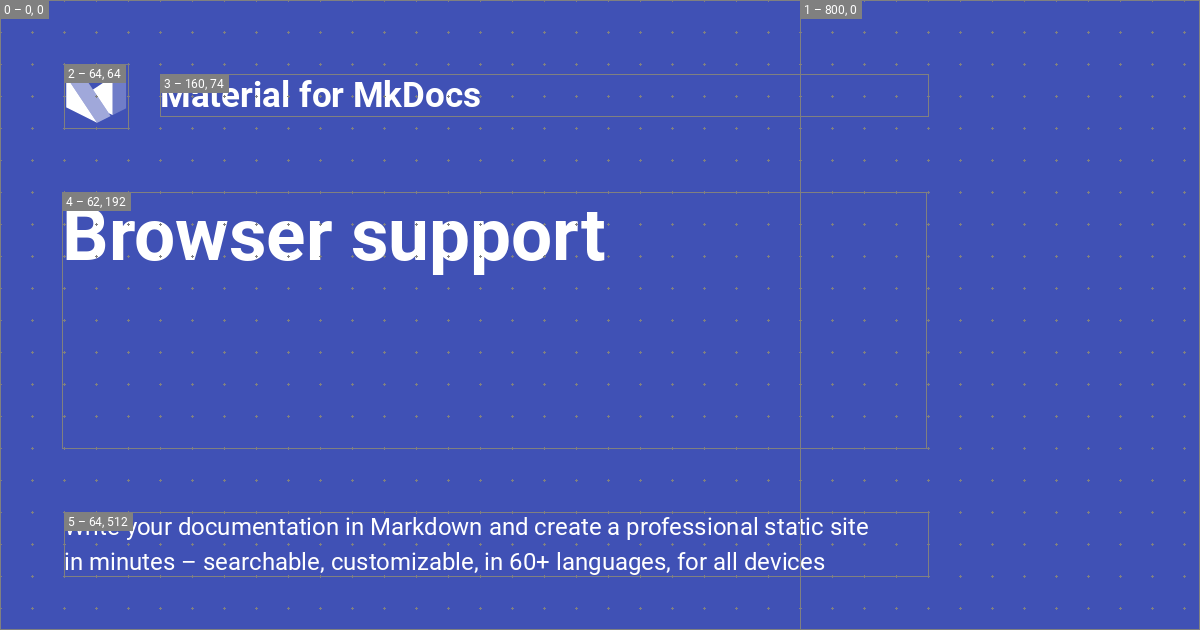 0 – 0, 0
1 – 800, 0
2 – 64, 64
3 – 160, 74
Material for MkDocs
4 – 62, 192
Browser support
5 – 64, 512
Write your documentation in Markdown and create a professional static site
in minutes – searchable, customizable, in 60+ languages, for all devices